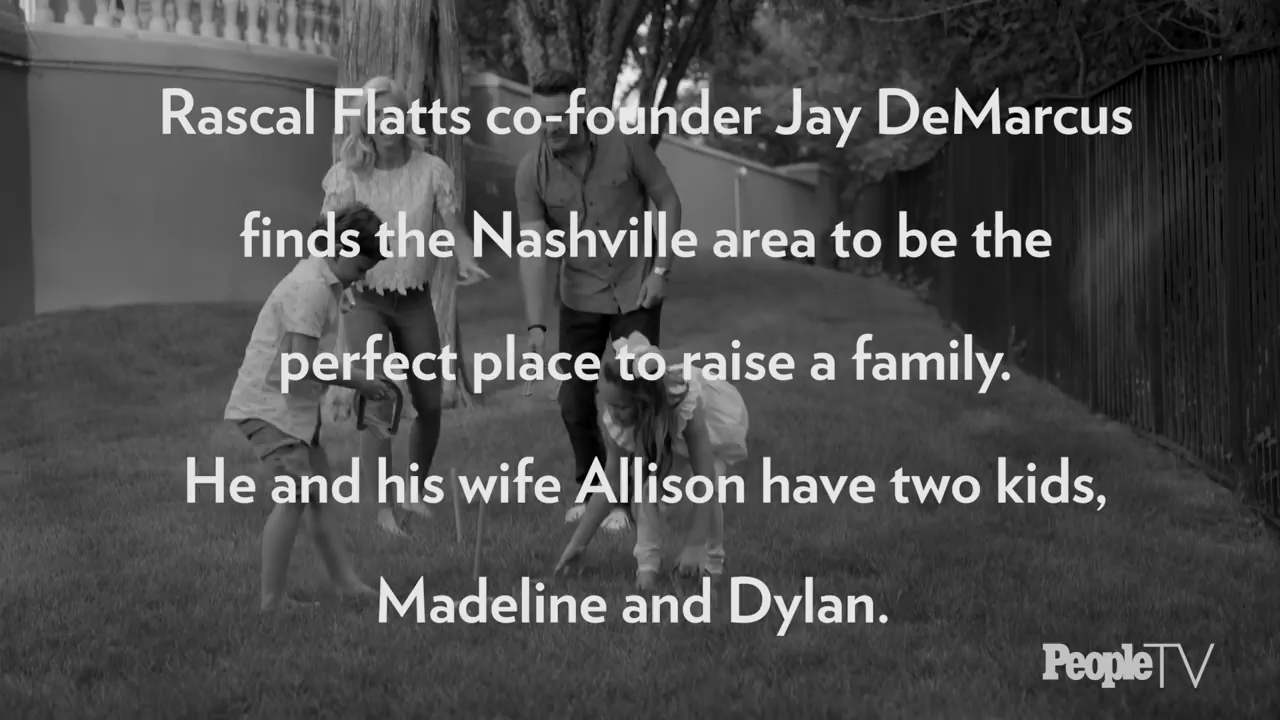 Rascal Flatts co-founder Jay DeMarcus
finds the Nashville area to be the
perfect place to raise a family.
He and his wife Allison have two kids,
Madeline and Dylan.
PeopleTV